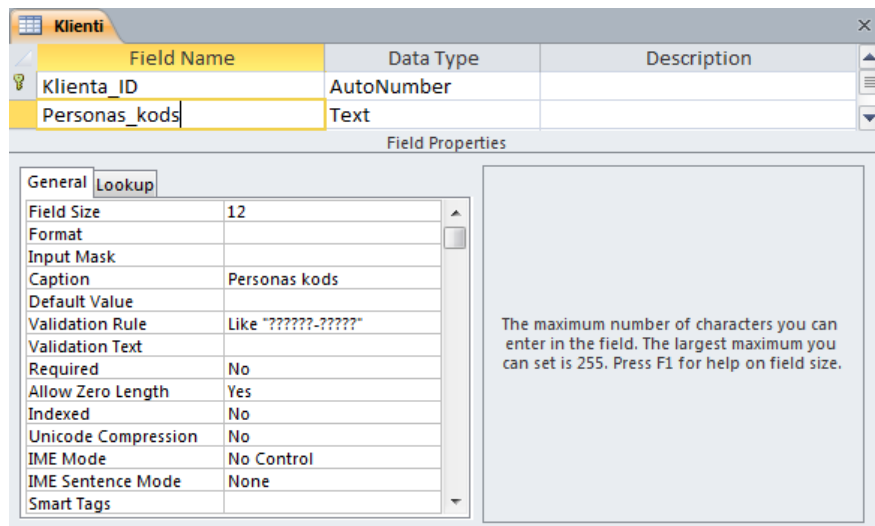 Klienti
Field Name Data Type Description
Klienta_ID AutoNumber
Personas_kods Text
Field Properties
General Lookup
Field Size 12
Format
Input Mask
Caption Personas kods
Default Value
Validation Rule Like "??????-?????"
Validation Text
Required No
Allow Zero Length Yes
Indexed No
Unicode Compression No
IME Mode No Control
IME Sentence Mode None
Smart Tags
The maximum number of characters you can
enter in the field. The largest maximum you
can set is 255. Press F1 for help on field size.